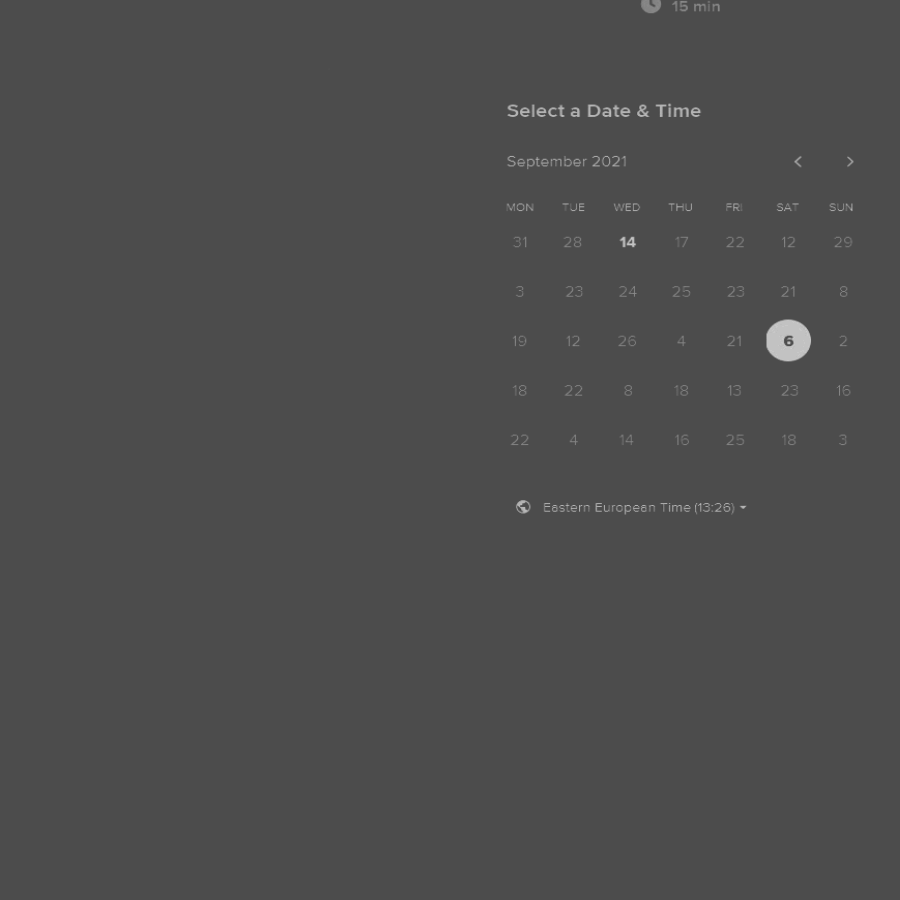 15 min
Select a Date & Time
September 2021
MON TUE WED THU FRI SAT SUN
31 28 14 17 22 12 29
3 23 24 25 23 21 8
19 12 26 4 21 6 2
18 22 8 18 13 23 16
22 4 14 16 25 18 3
Eastern European Time (13:26)